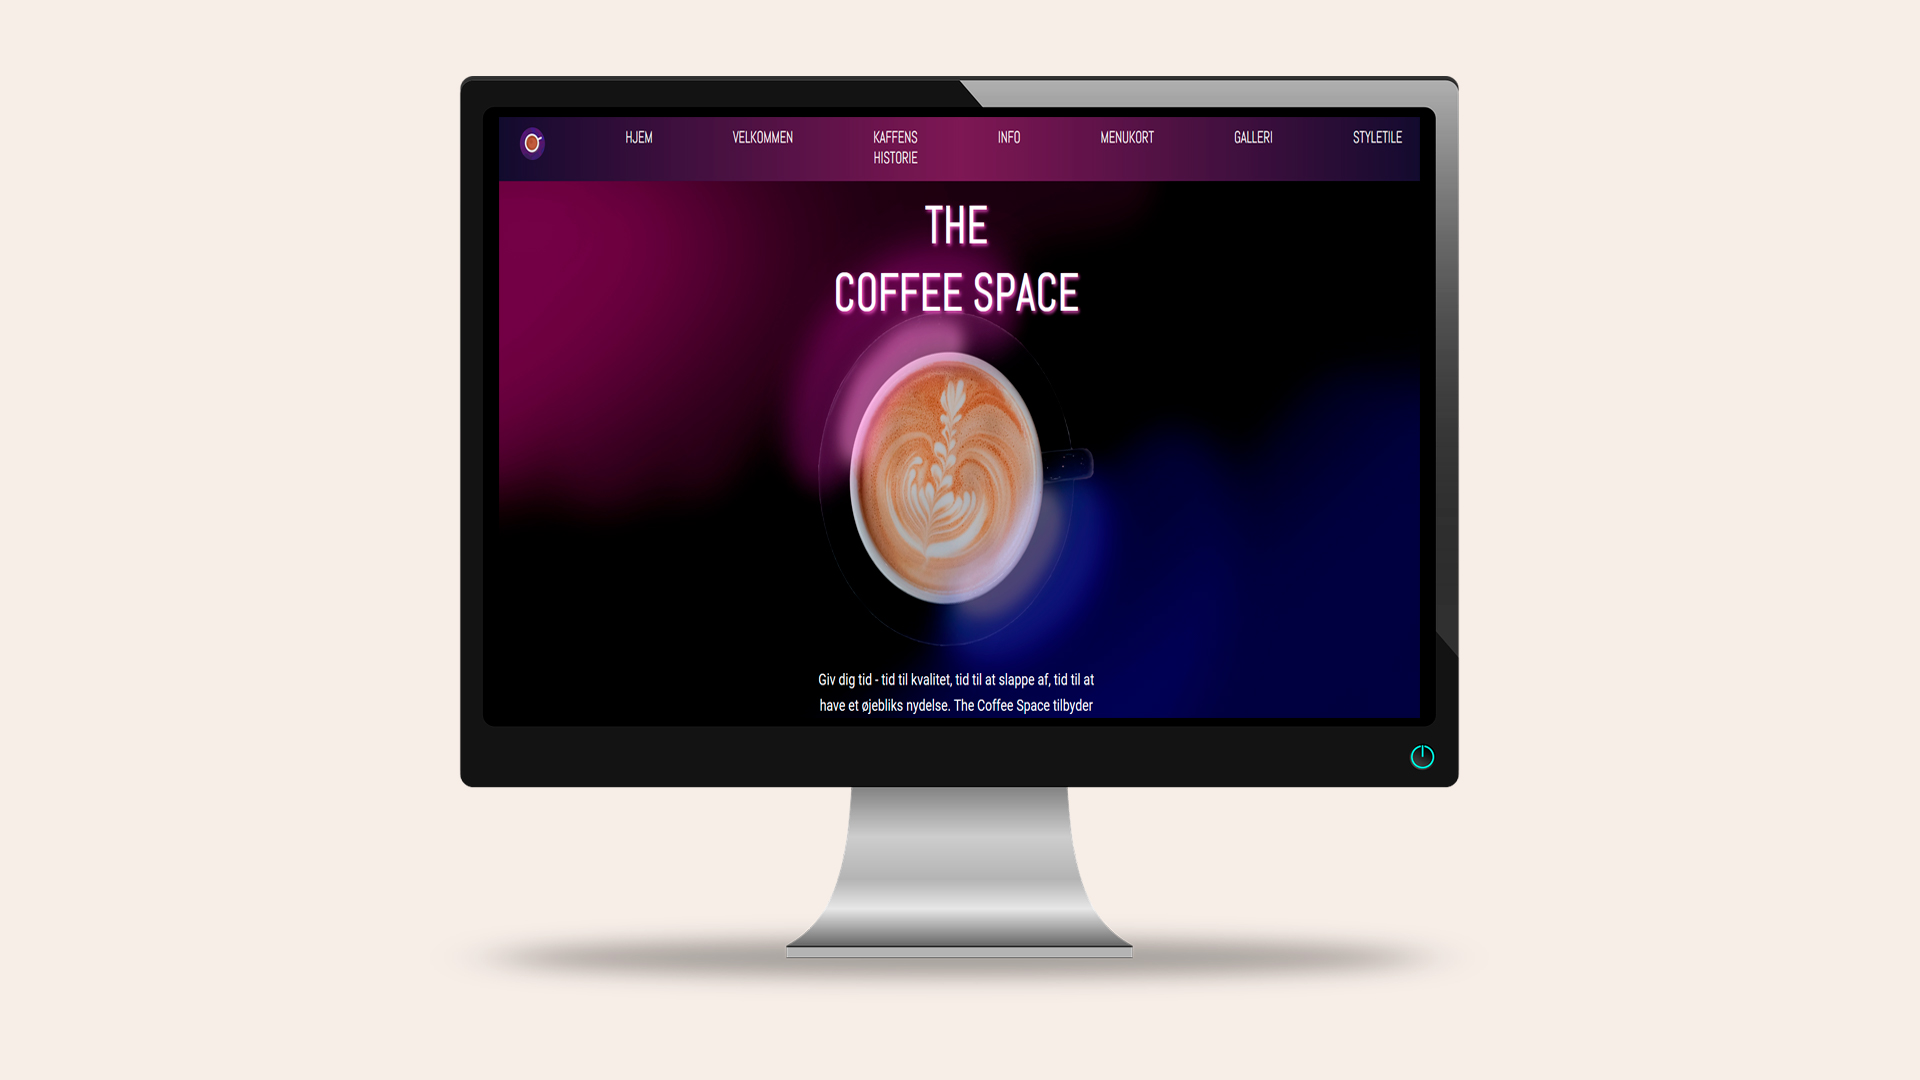 HJEM
VELKOMMEN
KAFFENS
HISTORIE
INFO
MENUKORT
GALLERI
STYLETILE
THE
COFFEE SPACE
Giv dig tid - tid til kvalitet, tid til at slappe af, tid til at
have et øjebliks nydelse. The Coffee Space tilbyder